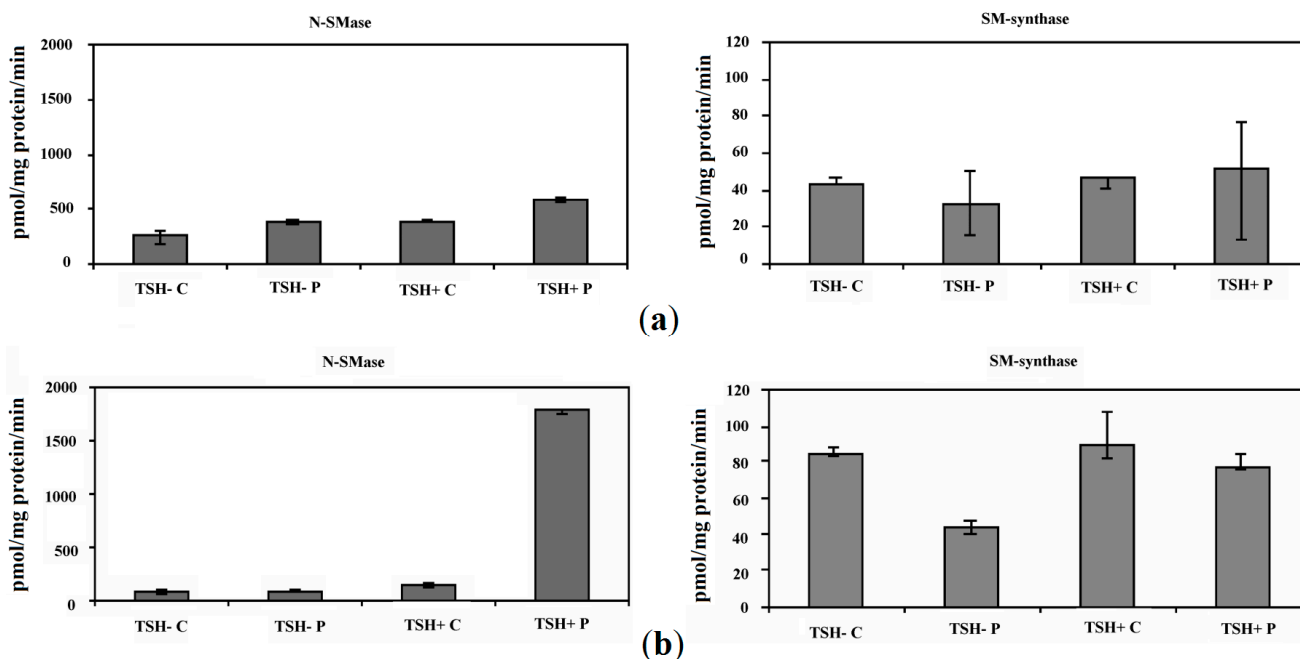 N-SMase
pmol/mg protein/min
2000
1500
1000
500
0
TSH- C TSH- P TSH+ C TSH+ P
SM-synthase
pmol/mg protein/min
120
100
80
60
40
20
0
TSH- C TSH- P TSH+ C TSH+ P
(a)
N-SMase
pmol/mg protein/min
2000
1500
1000
500
0
TSH- C TSH- P TSH+ C TSH+ P
SM-synthase
pmol/mg protein/min
120
100
80
60
40
20
0
TSH- C TSH- P TSH+ C TSH+ P
(b)